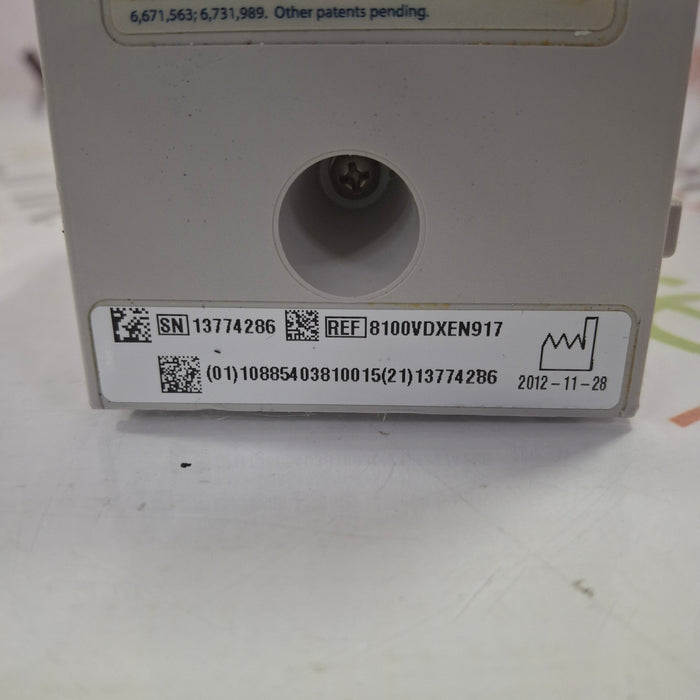 6,671,563; 6,731,989. Other patents pending.
SN 13774286 REF 8100VDXEN917
(01)10885403810015(21)13774286
2012-11-28